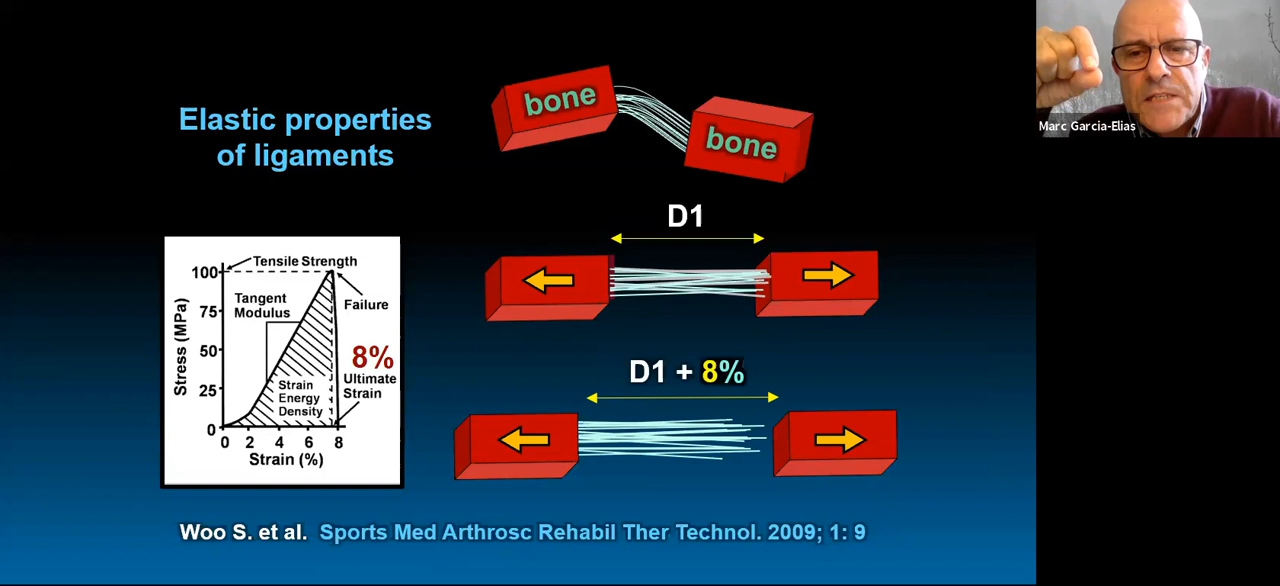 Elastic properties
of ligaments
bone
bone
Marc Garcia-Elias
D1
Tensile Strength
100
Tangent
Modulus
Failure
75
Stress (MPa)
50
8%
Ultimate
Strain
25
Strain
Energy
Density
0
0 2 4 6 8
Strain (%)
D1 + 8%
Woo S. et al. Sports Med Arthrosc Rehabil Ther Technol. 2009; 1: 9